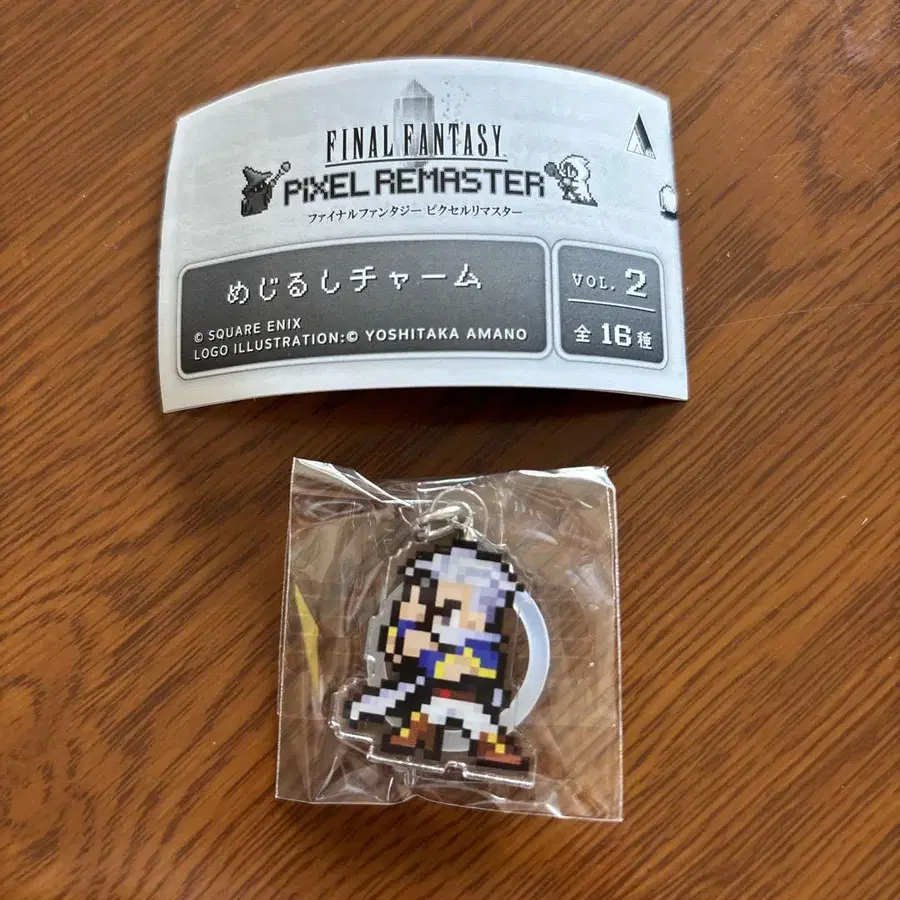 FINAL FANTASY
PIXEL REMASTER
ファイナルファンタジー ピクセルリマスター
めじるしチャーム
© SQUARE ENIX
LOGO ILLUSTRATION:© YOSHITAKA AMANO
VOL. 2
全16種